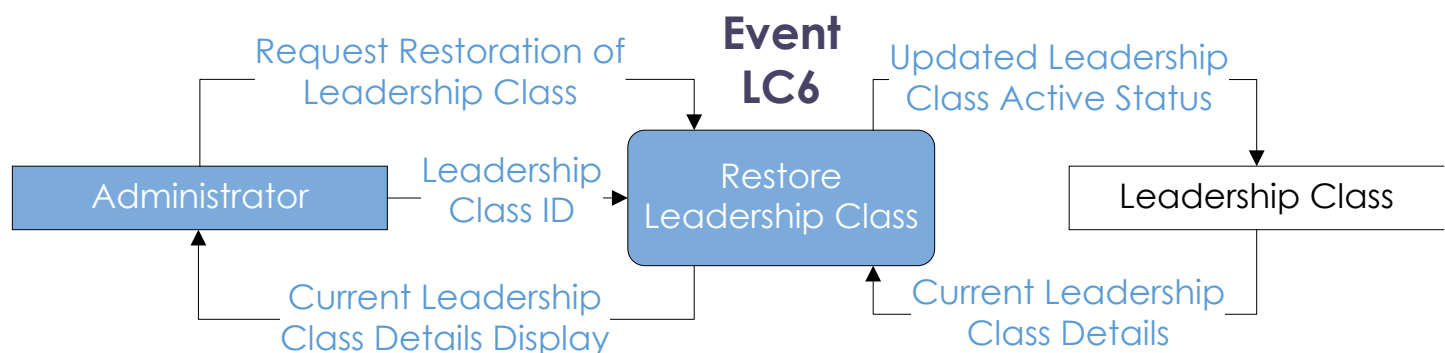 Event
LC6
Request Restoration of
Leadership Class
Updated Leadership
Class Active Status
Administrator
Leadership
Class ID
Restore
Leadership Class
Leadership Class
Current Leadership
Class Details Display
Current Leadership
Class Details